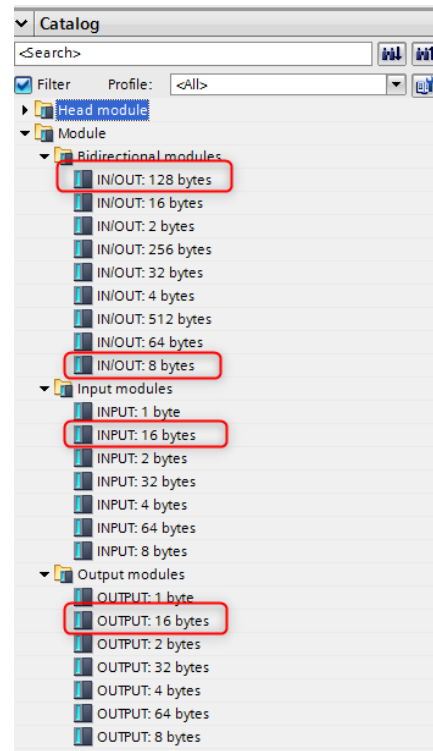 Catalog
<Search>
Filter Profile: <All>
Head module
Module
Bidirectional modules
IN/OUT: 128 bytes
IN/OUT: 16 bytes
IN/OUT: 2 bytes
IN/OUT: 256 bytes
IN/OUT: 32 bytes
IN/OUT: 4 bytes
IN/OUT: 512 bytes
IN/OUT: 64 bytes
IN/OUT: 8 bytes
Input modules
INPUT: 1 byte
INPUT: 16 bytes
INPUT: 2 bytes
INPUT: 32 bytes
INPUT: 4 bytes
INPUT: 64 bytes
INPUT: 8 bytes
Output modules
OUTPUT: 1 byte
OUTPUT: 16 bytes
OUTPUT: 2 bytes
OUTPUT: 32 bytes
OUTPUT: 4 bytes
OUTPUT: 64 bytes
OUTPUT: 8 bytes